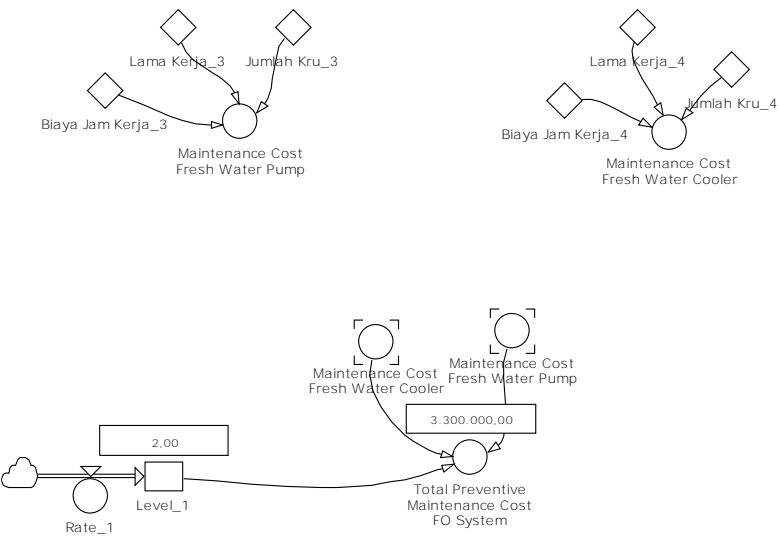 Lama Kerja_3
Jumlah Kru_3
Biaya Jam Kerja_3
Maintenance Cost
Fresh Water Pump
Lama Kerja_4
Jumlah Kru_4
Biaya Jam Kerja_4
Maintenance Cost
Fresh Water Cooler
Maintenance Cost
Fresh Water Cooler
Maintenance Cost
Fresh Water Pump
3.300.000,00
2,00
Level_1
Rate_1
Total Preventive
Maintenance Cost
FO System